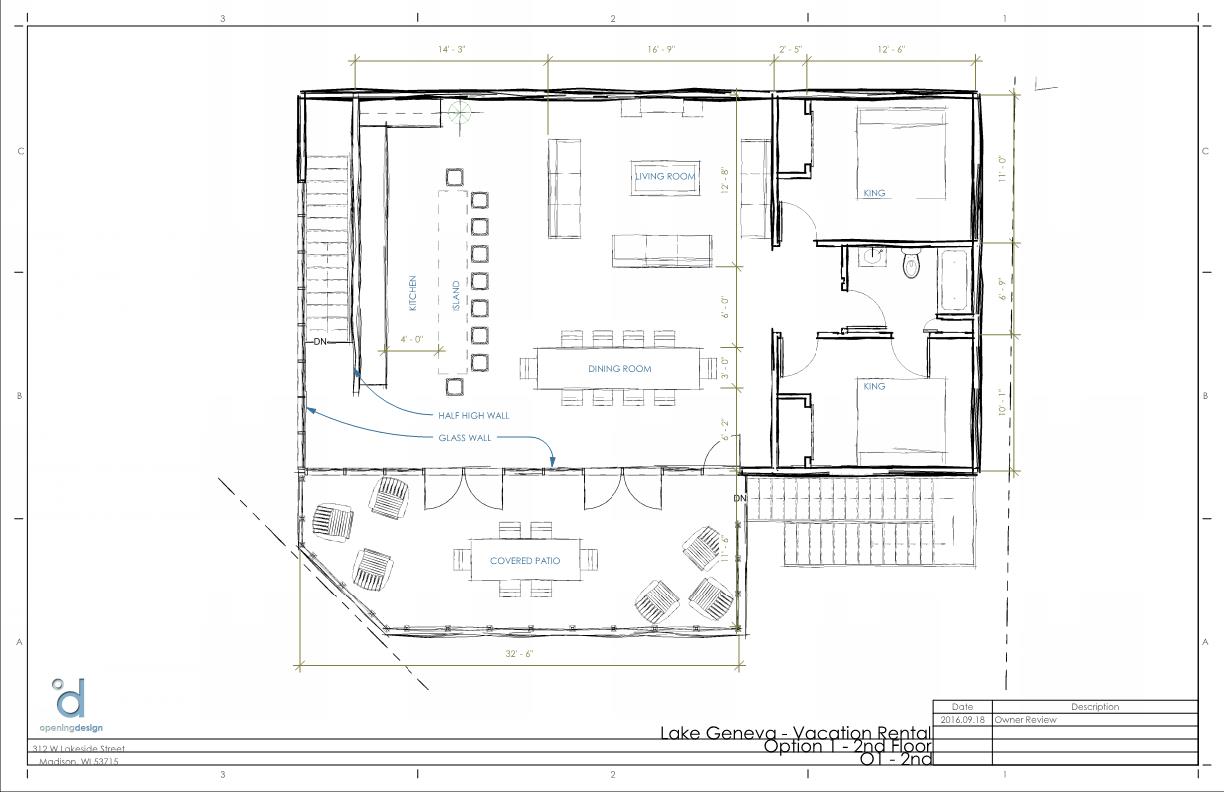 3 2 1
14' - 3" 16' - 9" 2' - 5" 12' - 6"
C C
LIVING ROOM
12' - 8"
KING
11' - 0"
KITCHEN
ISLAND
6' - 0"
6' - 9"
DN
4' - 0"
DINING ROOM
3' - 0"
KING
B B
10' - 1"
HALF HIGH WALL
GLASS WALL
6' - 2"
DN
11' - 6"
COVERED PATIO
A A
32' - 6"
openingdesign
312 W Lakeside Street
Madison, WI 53715
Lake Geneva - Vacation Rental
Option 1 - 2nd Floor
O1 - 2nd
Date Description
2016.09.18 Owner Review
3 2 1